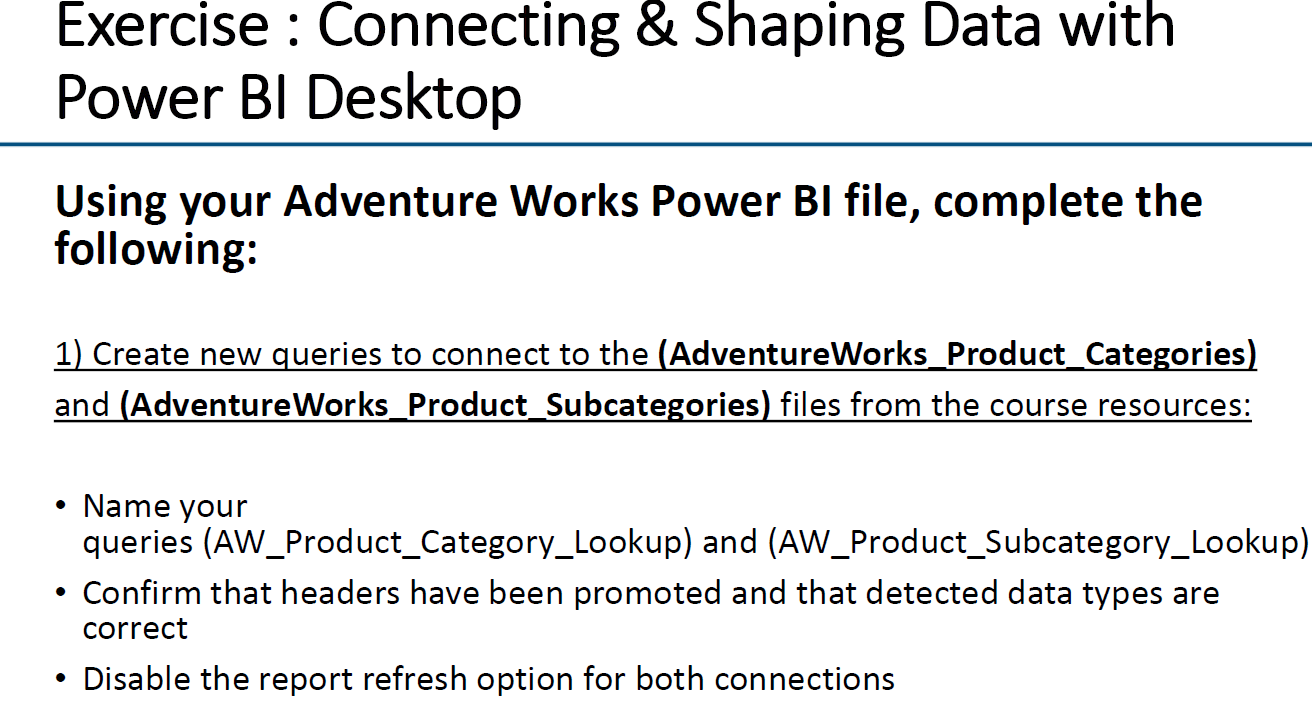 Exercise : Connecting & Shaping Data with
Power BI Desktop
Using your Adventure Works Power BI file, complete the
following:
1) Create new queries to connect to the (AdventureWorks_Product_Categories)
and (AdventureWorks_Product_Subcategories) files from the course resources:
• Name your
queries (AW_Product_Category_Lookup) and (AW_Product_Subcategory_Lookup)
• Confirm that headers have been promoted and that detected data types are
correct
• Disable the report refresh option for both connections